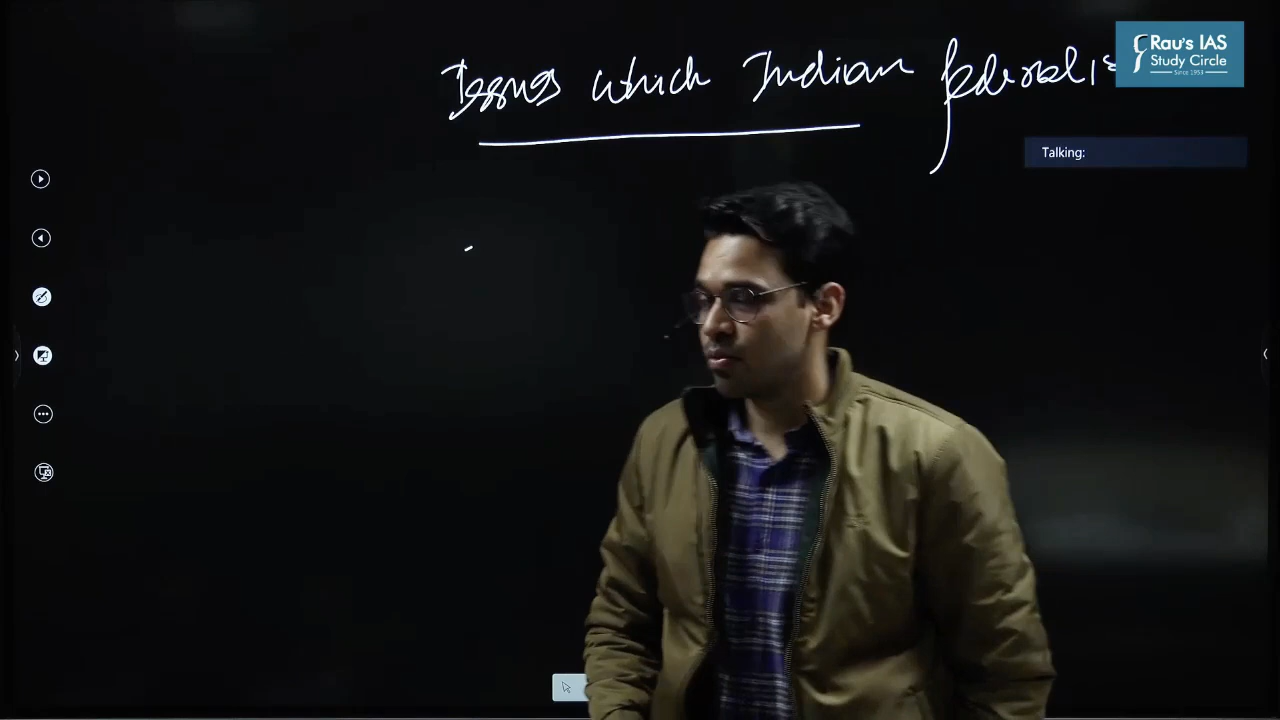 Issues which Indian federalis
Rau's IAS
Study Circle
Since 1953
Talking: